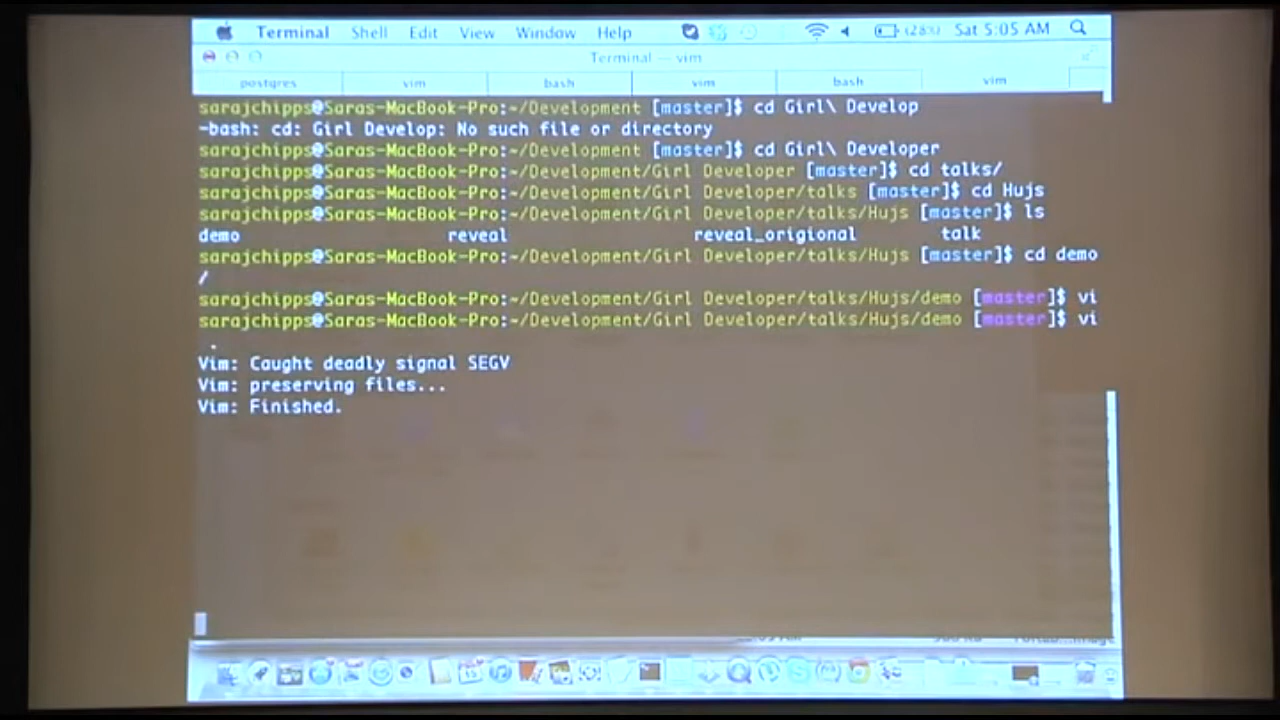 Terminal Shell Edit View Window Help (28%) Sat 5:05 AM
Terminal — vim
postgres vim bash vim bash vim
sarajchipps@Saras-MacBook-Pro:~/Development [master]$ cd Girl\ Develop
-bash: cd: Girl Develop: No such file or directory
sarajchipps@Saras-MacBook-Pro:~/Development [master]$ cd Girl\ Developer
sarajchipps@Saras-MacBook-Pro:~/Development/Girl Developer [master]$ cd talks/
sarajchipps@Saras-MacBook-Pro:~/Development/Girl Developer/talks [master]$ cd Hujs
sarajchipps@Saras-MacBook-Pro:~/Development/Girl Developer/talks/Hujs [master]$ ls
demo reveal reveal_origional talk
sarajchipps@Saras-MacBook-Pro:~/Development/Girl Developer/talks/Hujs [master]$ cd demo
/
sarajchipps@Saras-MacBook-Pro:~/Development/Girl Developer/talks/Hujs/demo [master]$ vi
sarajchipps@Saras-MacBook-Pro:~/Development/Girl Developer/talks/Hujs/demo [master]$ vi
.
Vim: Caught deadly signal SEGV
Vim: preserving files...
Vim: Finished.